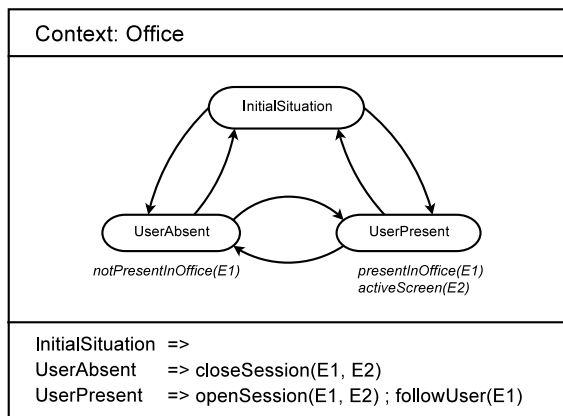 Context: Office
InitialSituation
UserAbsent
UserPresent
notPresentInOffice(E1)
presentInOffice(E1)
activeScreen(E2)
InitialSituation =>
UserAbsent => closeSession(E1, E2)
UserPresent => openSession(E1, E2) ; followUser(E1)